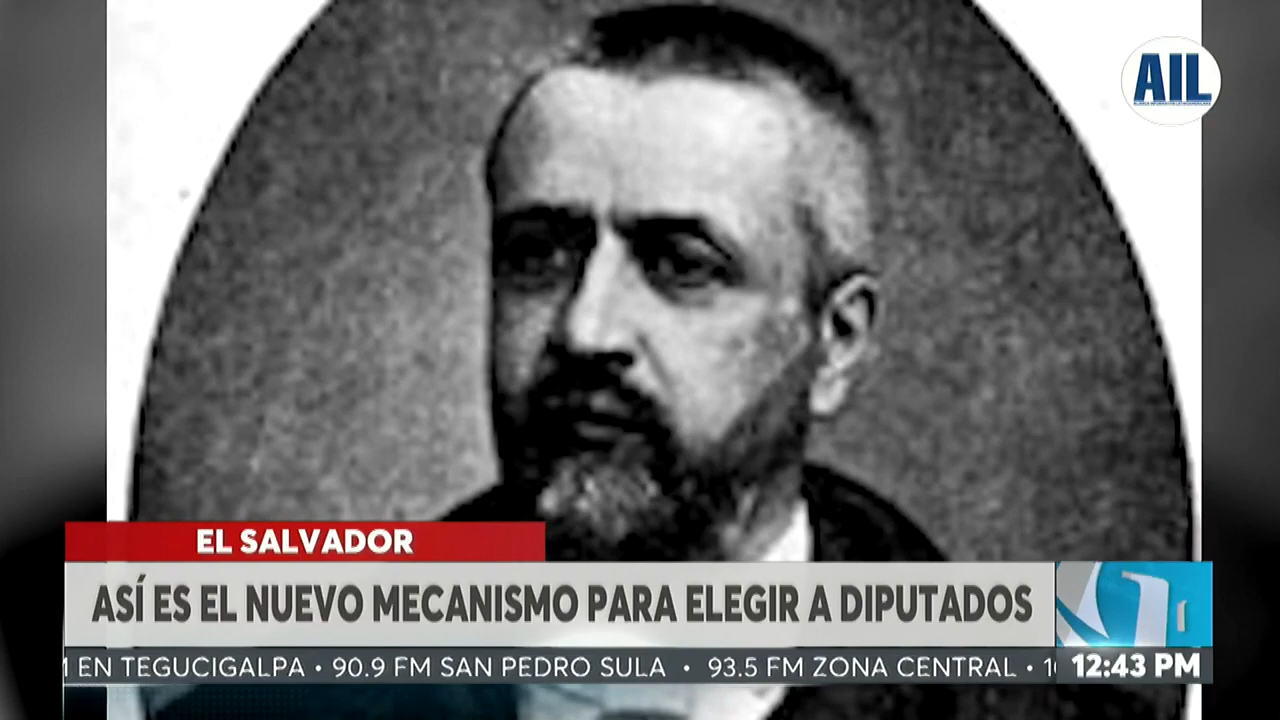 AIL
EL SALVADOR
ASÍ ES EL NUEVO MECANISMO PARA ELEGIR A DIPUTADOS
EN TEGUCIGALPA • 90.9 FM SAN PEDRO SULA • 93.5 FM ZONA CENTRAL •
12:43 PM